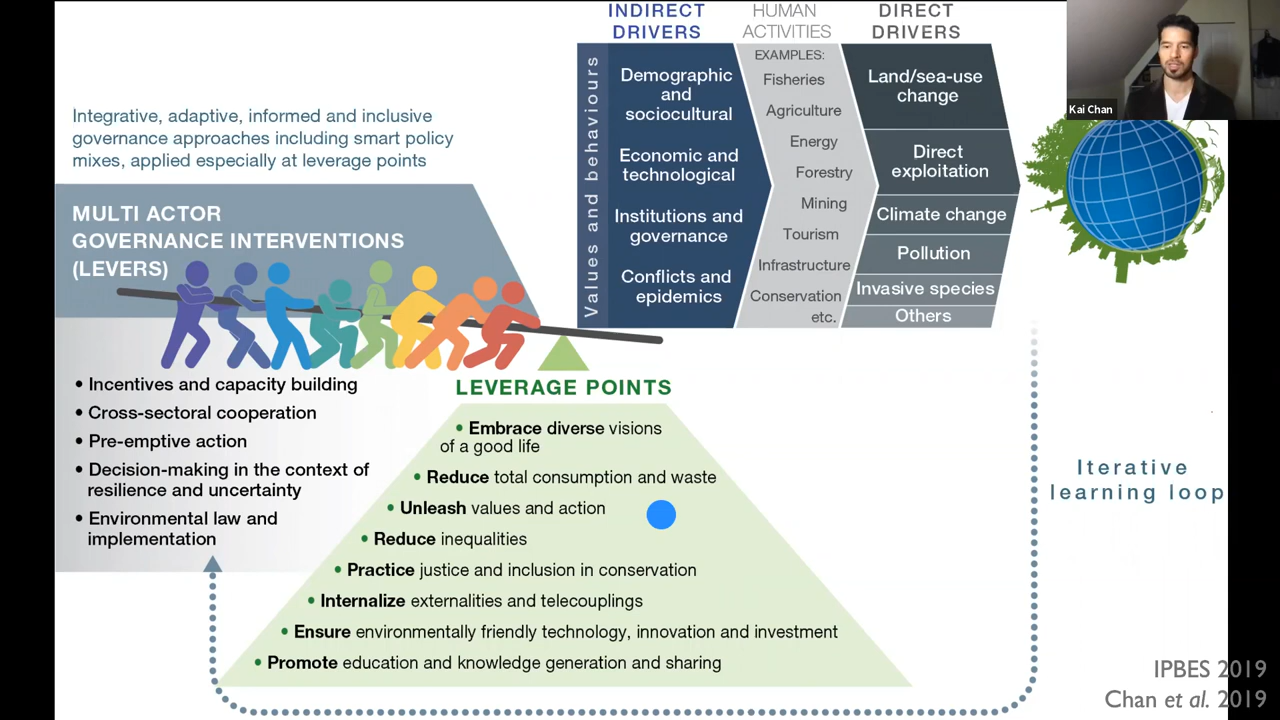 INDIRECT
DRIVERS
HUMAN
ACTIVITIES
DIRECT
DRIVERS
Kai Chan
Values and behaviours
Demographic
and
sociocultural
Economic and
technological
Institutions and
governance
Conflicts and
epidemics
EXAMPLES:
Fisheries
Agriculture
Energy
Forestry
Mining
Tourism
Infrastructure
Conservation
etc.
Land/sea-use
change
Direct
exploitation
Climate change
Pollution
Invasive species
Others
Integrative, adaptive, informed and inclusive
governance approaches including smart policy
mixes, applied especially at leverage points
MULTI ACTOR
GOVERNANCE INTERVENTIONS
(LEVERS)
• Incentives and capacity building
• Cross-sectoral cooperation
• Pre-emptive action
• Decision-making in the context of
resilience and uncertainty
• Environmental law and
implementation
LEVERAGE POINTS
• Embrace diverse visions
of a good life
• Reduce total consumption and waste
• Unleash values and action
• Reduce inequalities
• Practice justice and inclusion in conservation
• Internalize externalities and telecouplings
• Ensure environmentally friendly technology, innovation and investment
• Promote education and knowledge generation and sharing
Iterative
learning loop
IPBES 2019
Chan et al. 2019